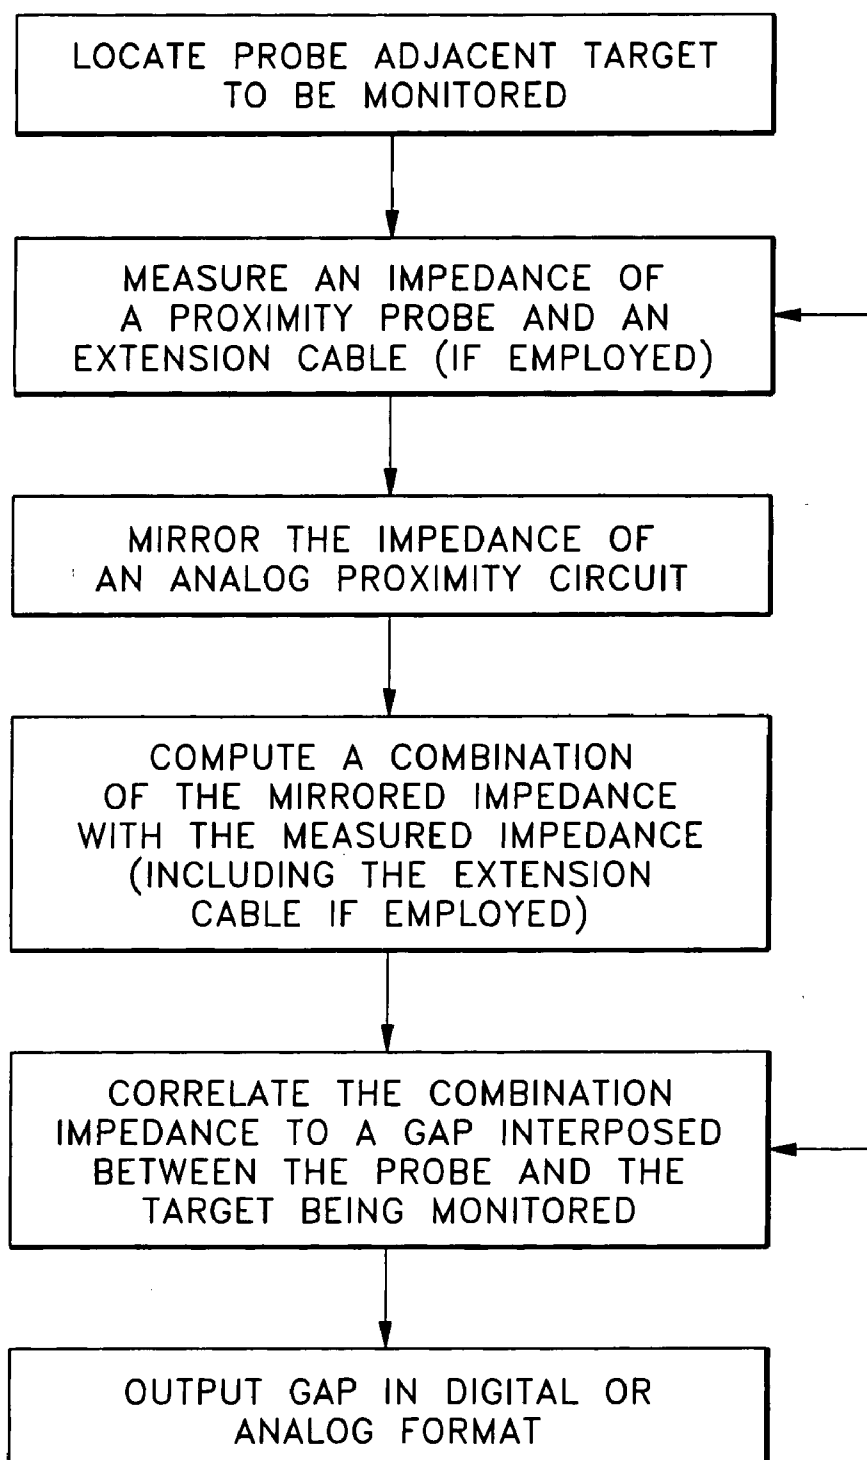 LOCATE PROBE ADJACENT TARGET
TO BE MONITORED
MEASURE AN IMPEDANCE OF
A PROXIMITY PROBE AND AN
EXTENSION CABLE (IF EMPLOYED)
MIRROR THE IMPEDANCE OF
AN ANALOG PROXIMITY CIRCUIT
COMPUTE A COMBINATION
OF THE MIRRORED IMPEDANCE
WITH THE MEASURED IMPEDANCE
(INCLUDING THE EXTENSION
CABLE IF EMPLOYED)
CORRELATE THE COMBINATION
IMPEDANCE TO A GAP INTERPOSED
BETWEEN THE PROBE AND THE
TARGET BEING MONITORED
OUTPUT GAP IN DIGITAL OR
ANALOG FORMAT